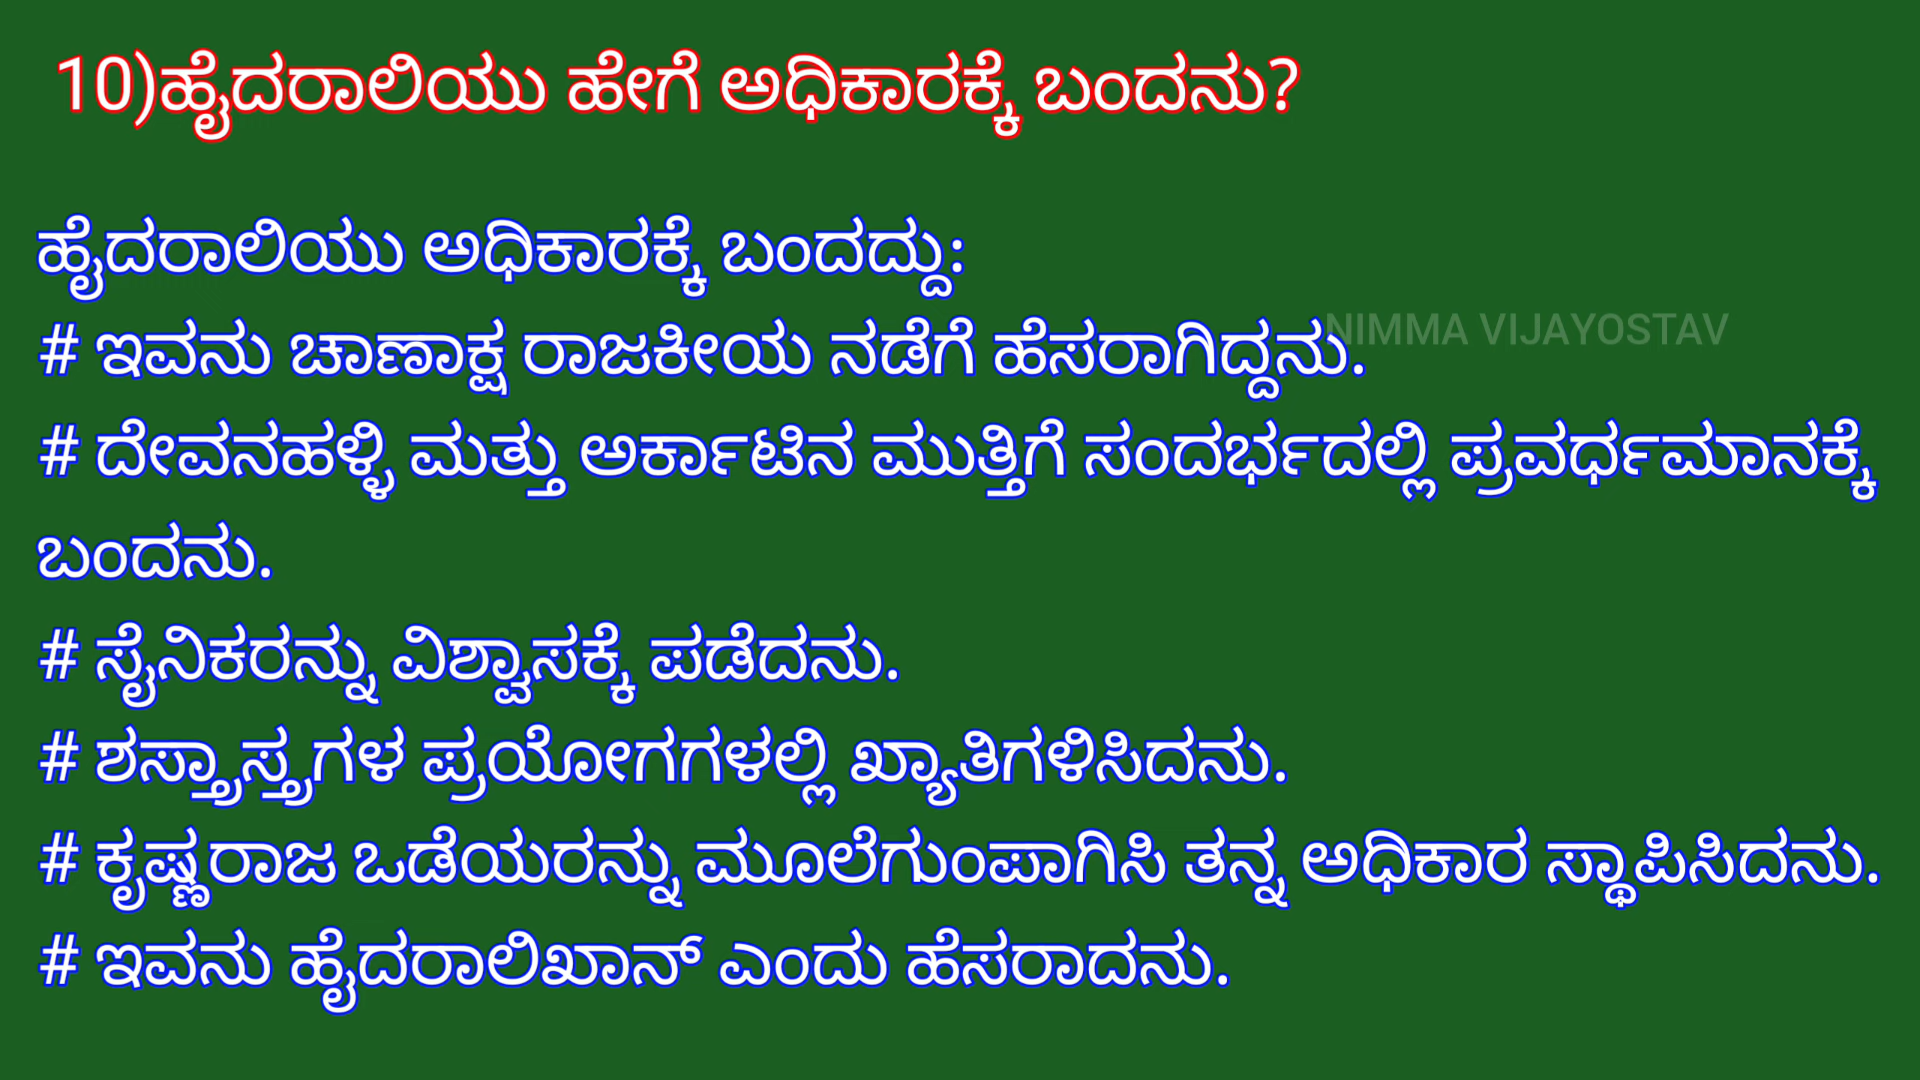 10)ಹೈದರಾಲಿಯು ಹೇಗೆ ಅಧಿಕಾರಕ್ಕೆ ಬಂದನು?
ಹೈದರಾಲಿಯು ಅಧಿಕಾರಕ್ಕೆ ಬಂದದ್ದು:
NIMMA VIJAYOSTAV
# ಇವನು ಚಾಣಾಕ್ಷ ರಾಜಕೀಯ ನಡೆಗೆ ಹೆಸರಾಗಿದ್ದನು.
# ದೇವನಹಳ್ಳಿ ಮತ್ತು ಅರ್ಕಾಟಿನ ಮುತ್ತಿಗೆ ಸಂದರ್ಭದಲ್ಲಿ ಪ್ರವರ್ಧಮಾನಕ್ಕೆ
ಬಂದನು.
# ಸೈನಿಕರನ್ನು ವಿಶ್ವಾಸಕ್ಕೆ ಪಡೆದನು.
# ಶಸ್ತ್ರಾಸ್ತ್ರಗಳ ಪ್ರಯೋಗಗಳಲ್ಲಿ ಖ್ಯಾತಿಗಳಿಸಿದನು.
# ಕೃಷ್ಣರಾಜ ಒಡೆಯರನ್ನು ಮೂಲೆಗುಂಪಾಗಿಸಿ ತನ್ನ ಅಧಿಕಾರ ಸ್ಥಾಪಿಸಿದನು.
# ಇವನು ಹೈದರಾಲಿಖಾನ್ ಎಂದು ಹೆಸರಾದನು.